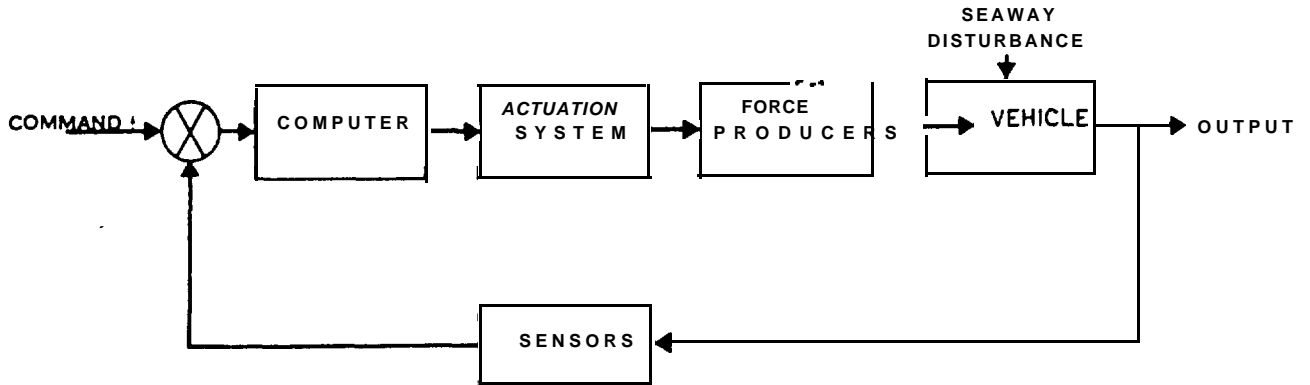 SEAWAY
DISTURBANCE
COMMAND
COMPUTER
ACTUATION
SYSTEM
FORCE
PRODUCERS
VEHICLE
OUTPUT
SENSORS